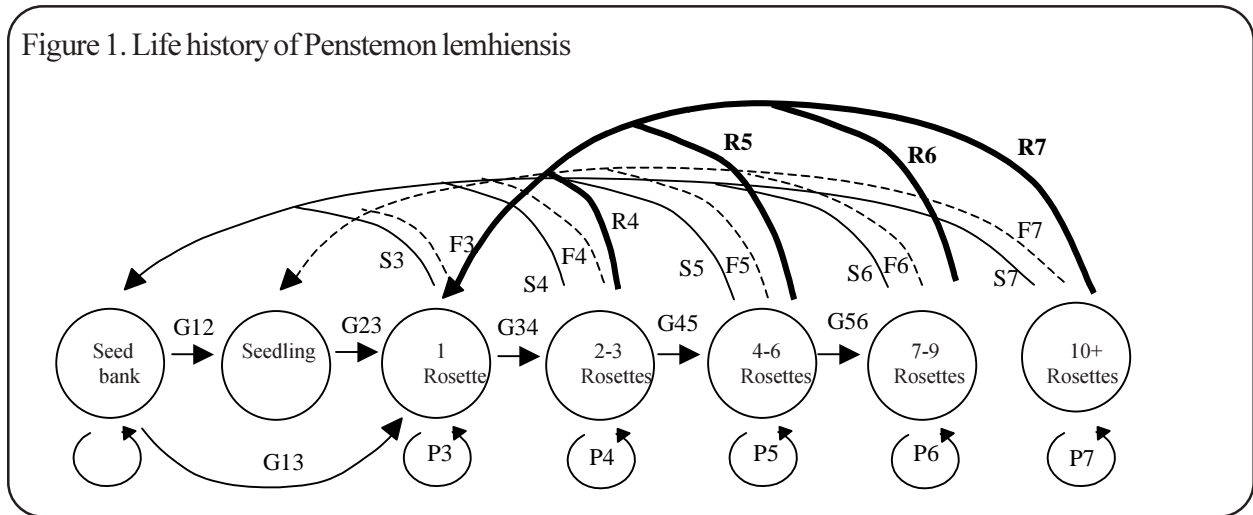 Figure 1. Life history of Penstemon lemhiensis
R5
R6
R7
R4
F3
F4
F5
F6
F7
S3
S4
S5
S6
S7
G12
G23
G34
G45
G56
Seed
bank
Seedling
1
Rosette
2-3
Rosettes
4-6
Rosettes
7-9
Rosettes
10+
Rosettes
G13
P3
P4
P5
P6
P7